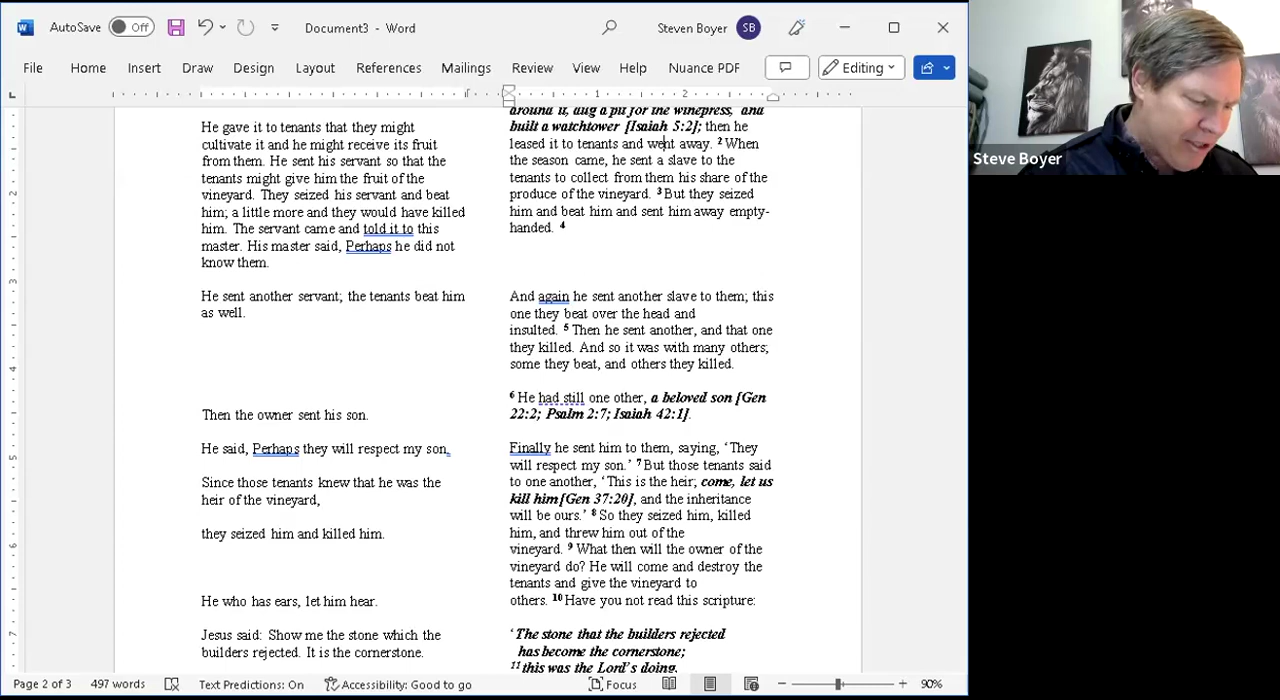 AutoSave Off Document3 - Word Steven Boyer SB
File Home Insert Draw Design Layout References Mailings Review View Help Nuance PDF Editing
L 1 2
around it, dug a pit for the winepress, and
He gave it to tenants that they might
cultivate it and he might receive its fruit
from them. He sent his servant so that the
tenants might give him the fruit of the
vineyard. They seized his servant and beat
him; a little more and they would have killed
him. The servant came and told it to this
master. His master said, Perhaps he did not
know them.
He sent another servant; the tenants beat him
as well.
Then the owner sent his son.
He said, Perhaps they will respect my son,
Since those tenants knew that he was the
heir of the vineyard,
they seized him and killed him.
He who has ears, let him hear.
Jesus said: Show me the stone which the
builders rejected. It is the cornerstone.
built a watchtower [Isaiah 5:2]; then he
leased it to tenants and went away. 2 When
the season came, he sent a slave to the
tenants to collect from them his share of the
produce of the vineyard. 3 But they seized
him and beat him and sent him away empty-
handed. 4
And again he sent another slave to them; this
one they beat over the head and
insulted. 5 Then he sent another, and that one
they killed. And so it was with many others;
some they beat, and others they killed.
6 He had still one other, a beloved son [Gen
22:2; Psalm 2:7; Isaiah 42:1].
Finally he sent him to them, saying, ‘They
will respect my son.’ 7 But those tenants said
to one another, ‘This is the heir; come, let us
kill him [Gen 37:20], and the inheritance
will be ours.’ 8 So they seized him, killed
him, and threw him out of the
vineyard. 9 What then will the owner of the
vineyard do? He will come and destroy the
tenants and give the vineyard to
others. 10 Have you not read this scripture:
‘The stone that the builders rejected
has become the cornerstone;
11 this was the Lord’s doing,
2
3
4
5
6
7
Page 2 of 3 497 words Text Predictions: On Accessibility: Good to go Focus 90%
Steve Boyer